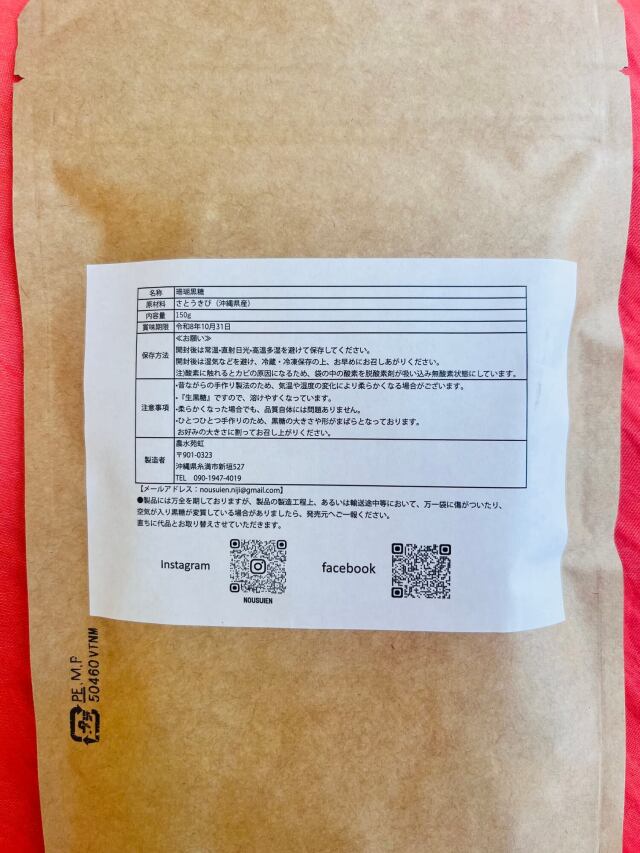 名称 珊瑚黒糖
原材料 さとうきび（沖縄県産）
内容量 150g
賞味期限 令和8年10月31日
保存方法 ≪お願い≫
開封後は常温・直射日光・高温多湿を避けて保存してください。
開封後は湿気などを避け、冷蔵・冷凍保存の上、お早めにお召しあがりください。
注）酸素に触れるとカビの原因になるため、袋の中の酸素を脱酸素剤が吸い込み無酸素状態にしています。
注意事項 ・昔ながらの手作り製法のため、気温や湿度の変化により柔らかくなる場合がございます。
・『生黒糖』ですので、溶けやすくなっています。
・柔らかくなった場合でも、品質自体には問題ありません。
・ひとつひとつ手作りのため、黒糖の大きさや形がまばらとなっております。
お好みの大きさに割ってお召し上がりください。
製造者 農水苑虹
〒901-0323
沖縄県糸満市新垣527
TEL 090-1947-4019
【メールアドレス：nousuien.niji@gmail.com】
●製品には万全を期しておりますが、製品の製造工程上、あるいは輸送途中等において、万一袋に傷がついたり、
空気が入り黒糖が変質している場合がありましたら、発売元へご一報ください。
直ちに代品とお取り替えさせていただきます。
Instagram
facebook
NOUSUIEN
PE,M,P
50460VTNM
プラ